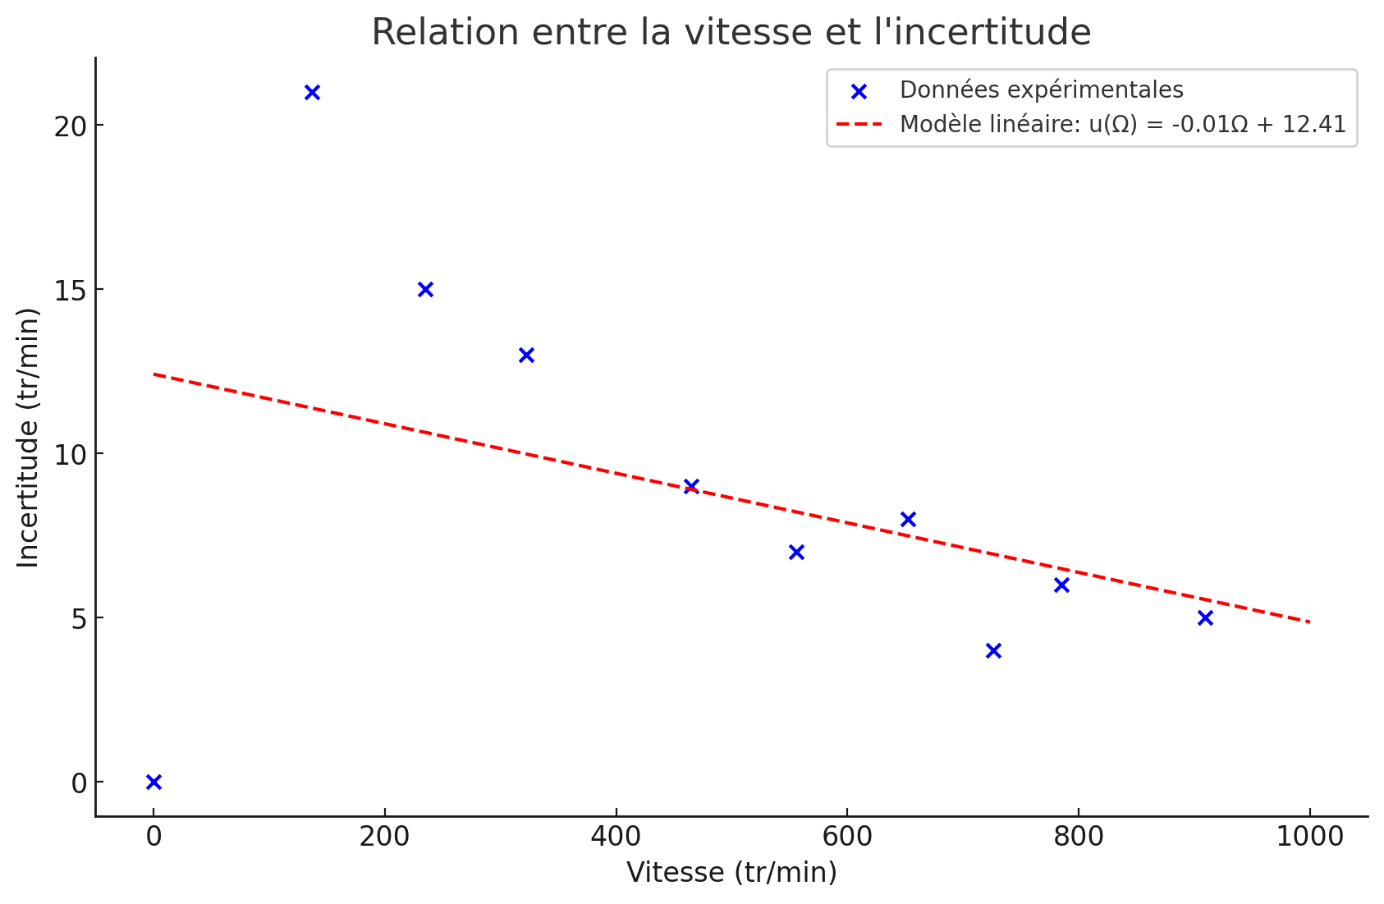 Relation entre la vitesse et l'incertitude
Données expérimentales
Modèle linéaire: u(Ω) = -0.01Ω + 12.41
Incertitude (tr/min)
20
15
10
5
0
0 200 400 600 800 1000
Vitesse (tr/min)